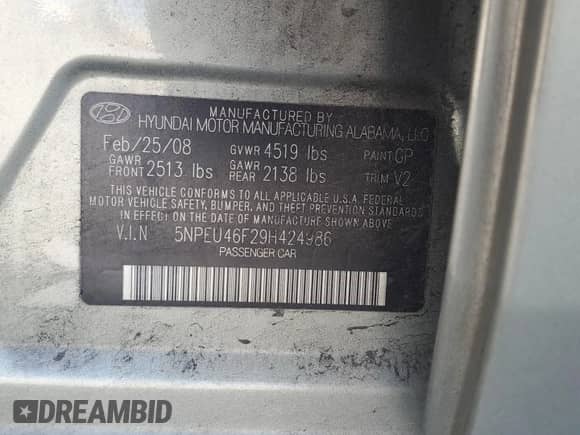 MANUFACTURED BY
HYUNDAI MOTOR MANUFACTURING ALABAMA, LLC
Feb/25/08 GVWR 4519 lbs PAINT GP
GAWR FRONT 2513 lbs GAWR REAR 2138 lbs TRIM V2
THIS VEHICLE CONFORMS TO ALL APPLICABLE U.S.A. FEDERAL
MOTOR VEHICLE SAFETY, BUMPER, AND THEFT PREVENTION STANDARDS
IN EFFECT ON THE DATE OF MANUFACTURE SHOWN ABOVE.
V.I.N 5NPEU46F29H424986
PASSENGER CAR
DREAMBID